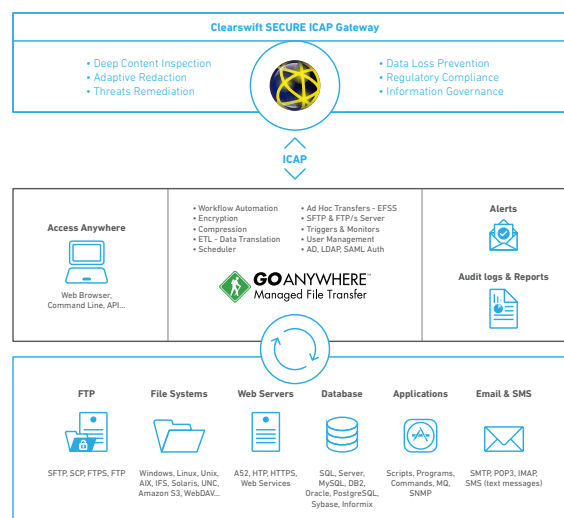 Clearswift SECURE ICAP Gateway
• Deep Content Inspection
• Adaptive Redaction
• Threats Remediation
• Data Loss Prevention
• Regulatory Compliance
• Information Governance
ICAP
Access Anywhere
Web Browser,
Command Line, API...
• Workflow Automation
• Encryption
• Compression
• ETL - Data Translation
• Scheduler
• Ad Hoc Transfers - EFSS
• SFTP & FTP/s Server
• Triggers & Monitors
• User Management
• AD, LDAP, SAML Auth
GOANYWHERE™
Managed File Transfer
Alerts
Audit logs & Reports
FTP
SFTP, SCP, FTPS, FTP
File Systems
Windows, Linux, Unix,
AIX, IFS, Solaris, UNC,
Amazon S3, WebDAV...
Web Servers
A52, HTP, HTTPS,
Web Services
Database
SQL, Server,
MySQL, DB2,
Oracle, PostgreSQL,
Sybase, Informix
Applications
Scripts, Programs,
Commands, MQ,
SNMP
Email & SMS
SMTP, POP3, IMAP,
SMS (text messages)